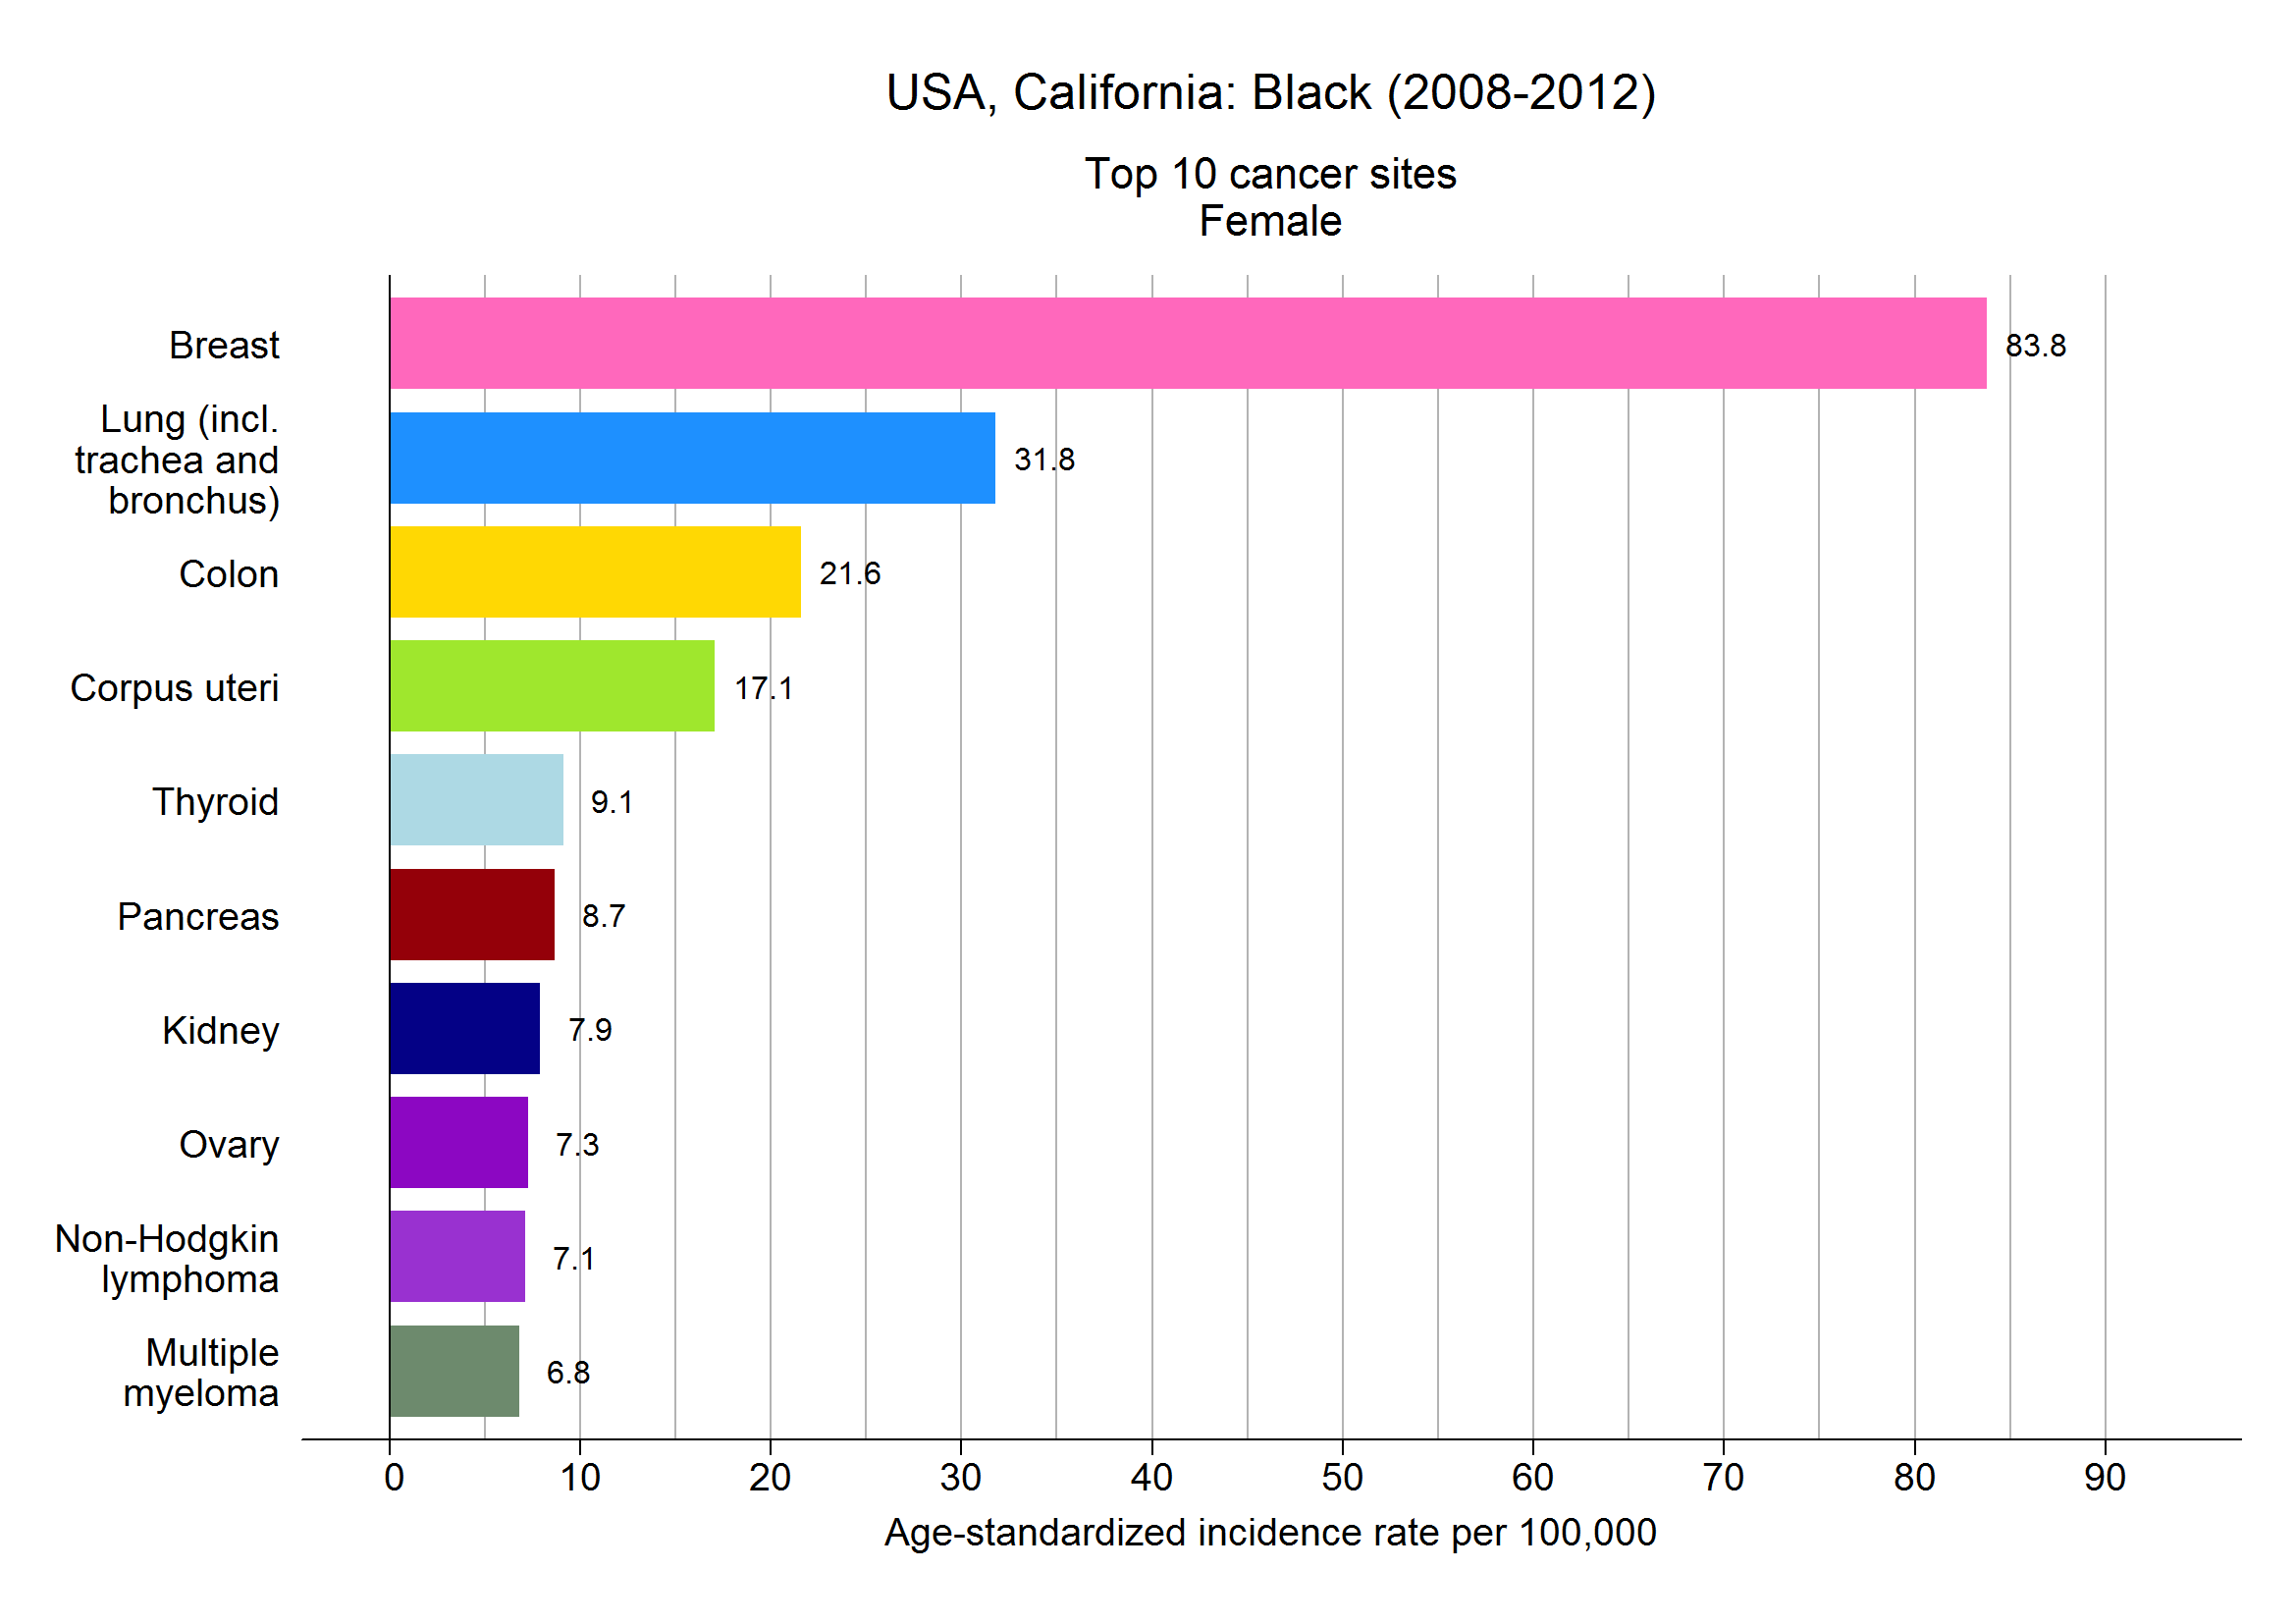 USA, California: Black (2008-2012)
Top 10 cancer sites
Female
Breast
83.8
Lung (incl.
trachea and
bronchus)
31.8
Colon
21.6
Corpus uteri
17.1
Thyroid
9.1
Pancreas
8.7
Kidney
7.9
Ovary
7.3
Non-Hodgkin
lymphoma
7.1
Multiple
myeloma
6.8
0 10 20 30 40 50 60 70 80 90
Age-standardized incidence rate per 100,000